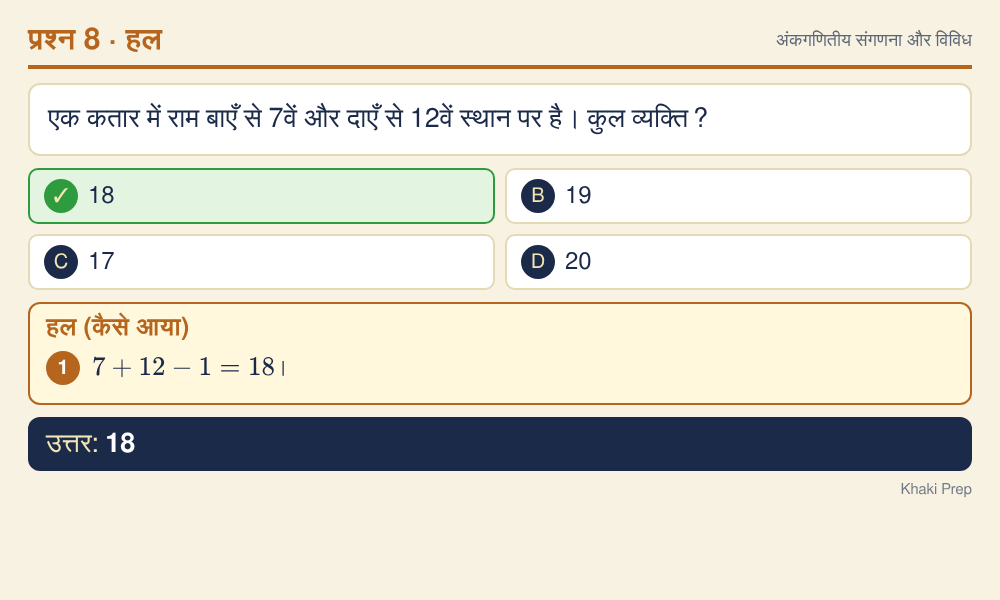 प्रश्न 8 · हल
अंकगणितीय संगणना और विविध
एक कतार में राम बाएँ से 7वें और दाएँ से 12वें स्थान पर है। कुल व्यक्ति?
✓ 18
B 19
C 17
D 20
हल (कैसे आया)
1 7 + 12 − 1 = 18।
उत्तर: 18
Khaki Prep